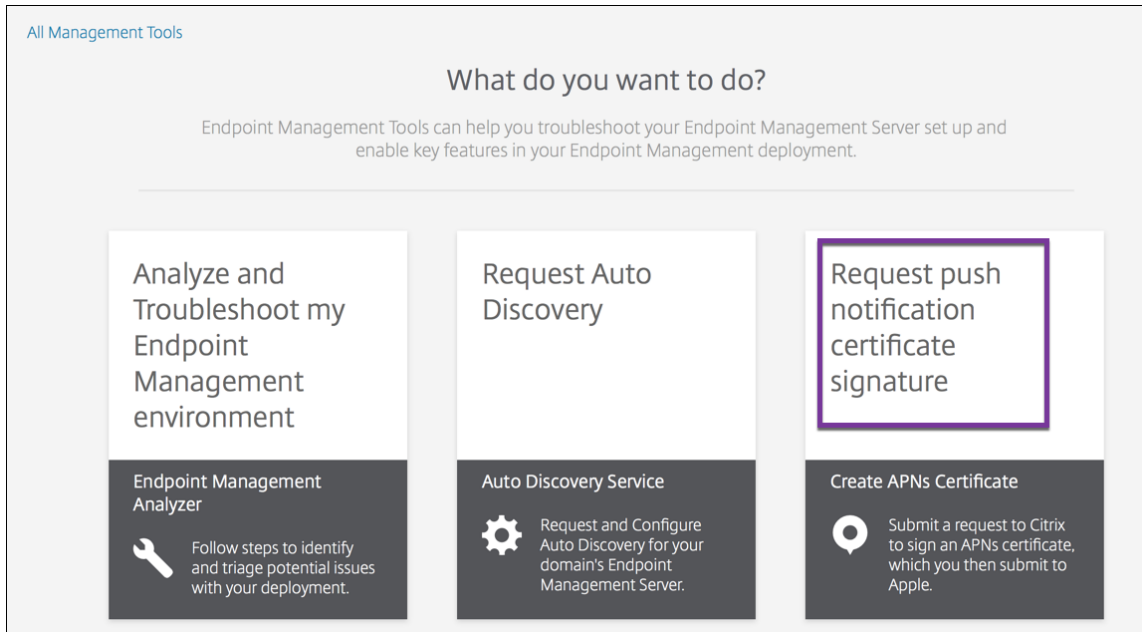 All Management Tools
What do you want to do?
Endpoint Management Tools can help you troubleshoot your Endpoint Management Server set up and
enable key features in your Endpoint Management deployment.
Analyze and
Troubleshoot my
Endpoint
Management
environment
Endpoint Management
Analyzer
Follow steps to identify
and triage potential issues
with your deployment.
Request Auto
Discovery
Auto Discovery Service
Request and Configure
Auto Discovery for your
domain's Endpoint
Management Server.
Request push
notification
certificate
signature
Create APNs Certificate
Submit a request to Citrix
to sign an APNs certificate,
which you then submit to
Apple.